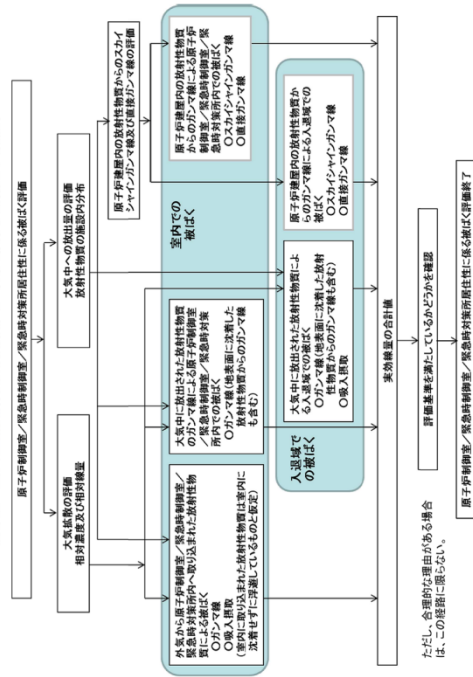 原子炉制御室／緊急時制御室／緊急時対策所居住性に係る被ばく評価
大気拡散の評価
相対濃度及び相対線量
大気中への放出量の評価
放射性物質の施設内分布
原子炉建屋内の放射性物質からのスカイ
シャインガンマ線及び直接ガンマ線の評価
室内での
被ばく
外気から原子炉制御室／緊急時制御室／
緊急時対策所内へ取り込まれた放射性物
質による被ばく
○ガンマ線
○吸入摂取
(室内に取り込まれた放射性物質は室内に
沈着せずに浮遊しているものと仮定)
大気中に放出された放射性物質
のガンマ線による原子炉制御室
／緊急時制御室／緊急時対策
所内での被ばく
○ガンマ線(地表面に沈着した
放射性物質からのガンマ線
も含む)
原子炉建屋内の放射性物質
からのガンマ線による原子炉
制御室／緊急時制御室／緊
急時対策所内での被ばく
○スカイシャインガンマ線
○直接ガンマ線
入退域で
の被ばく
大気中に放出された放射性物質によ
る入退域での被ばく
○ガンマ線(地表面に沈着した放射
性物質からのガンマ線も含む)
○吸入摂取
原子炉建屋内の放射性物質か
らのガンマ線による入退域での
被ばく
○スカイシャインガンマ線
○直接ガンマ線
実効線量の合計値
評価基準を満たしているかどうかを確認
ただし、合理的な理由がある場合
は、この経路に限らない。
原子炉制御室／緊急時制御室／緊急時対策所居住性に係る被ばく評価終了